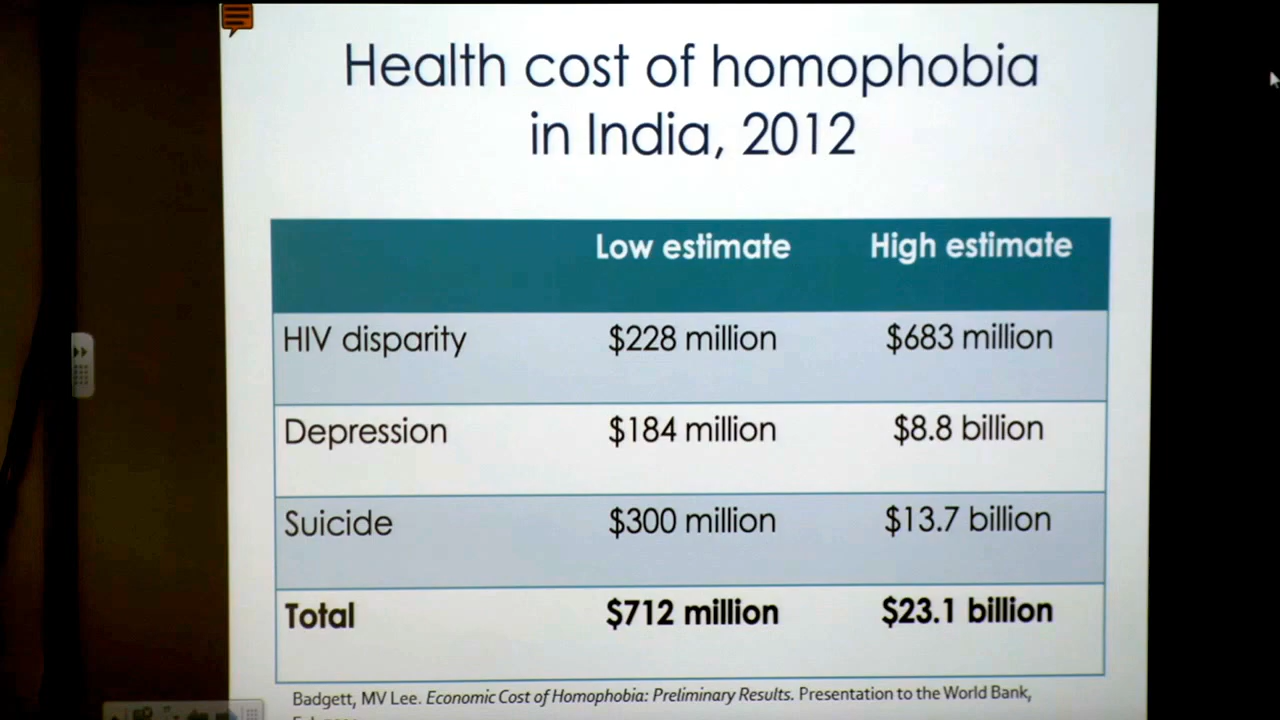 Health cost of homophobia
in India, 2012
Low estimate High estimate
HIV disparity $228 million $683 million
Depression $184 million $8.8 billion
Suicide $300 million $13.7 billion
Total $712 million $23.1 billion
Badgett, MV Lee. Economic Cost of Homophobia: Preliminary Results. Presentation to the World Bank,